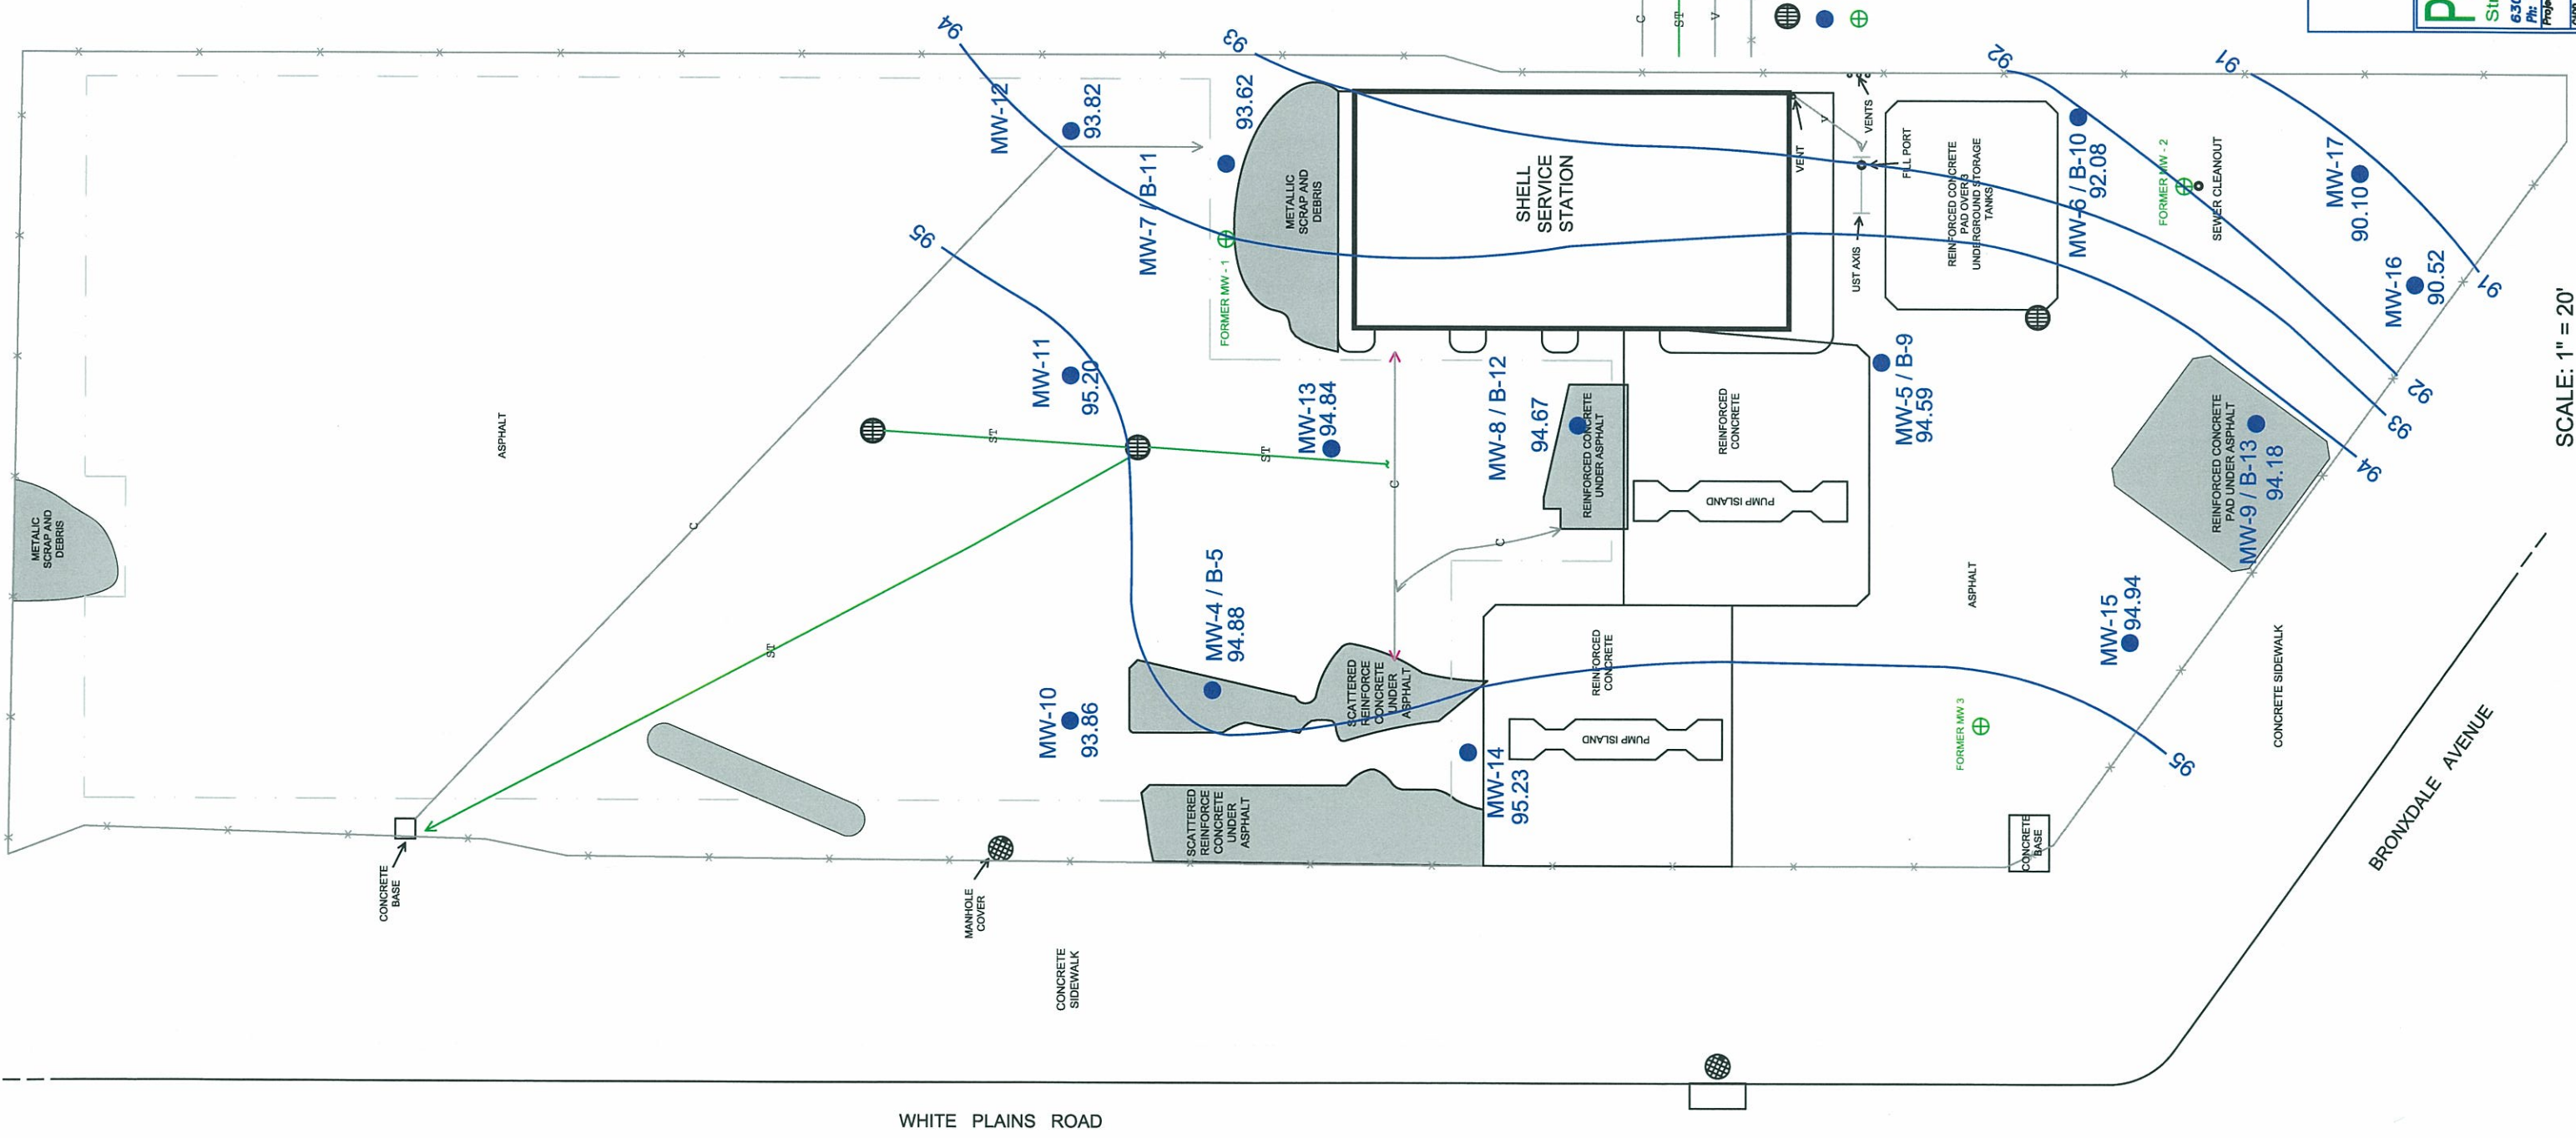 94
93
92
91
MW-12
93.82
93.62
MW-7 / B-11
95
FORMER MW - 1
METALLIC
SCRAP AND
DEBRIS
SHELL
SERVICE
STATION
C
ST
V
VENT
V
VENTS
FILL PORT
UST AXIS
REINFORCED CONCRETE
PAD OVER 3
UNDERGROUND STORAGE
TANKS
MW-6 / B-10
92.08
FORMER MW - 2
SEWER CLEANOUT
MW-17
90.10
MW-16
90.52
91
ASPHALT
MW-11
95.20
ST
ST
MW-13
94.84
C
MW-8 / B-12
94.67
REINFORCED CONCRETE
UNDER ASPHALT
REINFORCED
CONCRETE
PUMP ISLAND
MW-5 / B-9
94.59
REINFORCED CONCRETE
PAD UNDER ASPHALT
MW-9 / B-13
94.18
92
93
94
SCALE: 1" = 20'
METALIC
SCRAP AND
DEBRIS
C
ST
C
MW-4 / B-5
94.88
MW-10
93.86
SCATTERED
REINFORCE
CONCRETE
UNDER
ASPHALT
REINFORCED
CONCRETE
PUMP ISLAND
ASPHALT
MW-15
94.94
FORMER MW 3
95
CONCRETE SIDEWALK
MW-14
95.23
SCATTERED
REINFORCE
CONCRETE
UNDER
ASPHALT
CONCRETE
BASE
CONCRETE
BASE
MANHOLE
COVER
CONCRETE
SIDEWALK
BRONXDALE AVENUE
WHITE PLAINS ROAD
P
630
Ph: